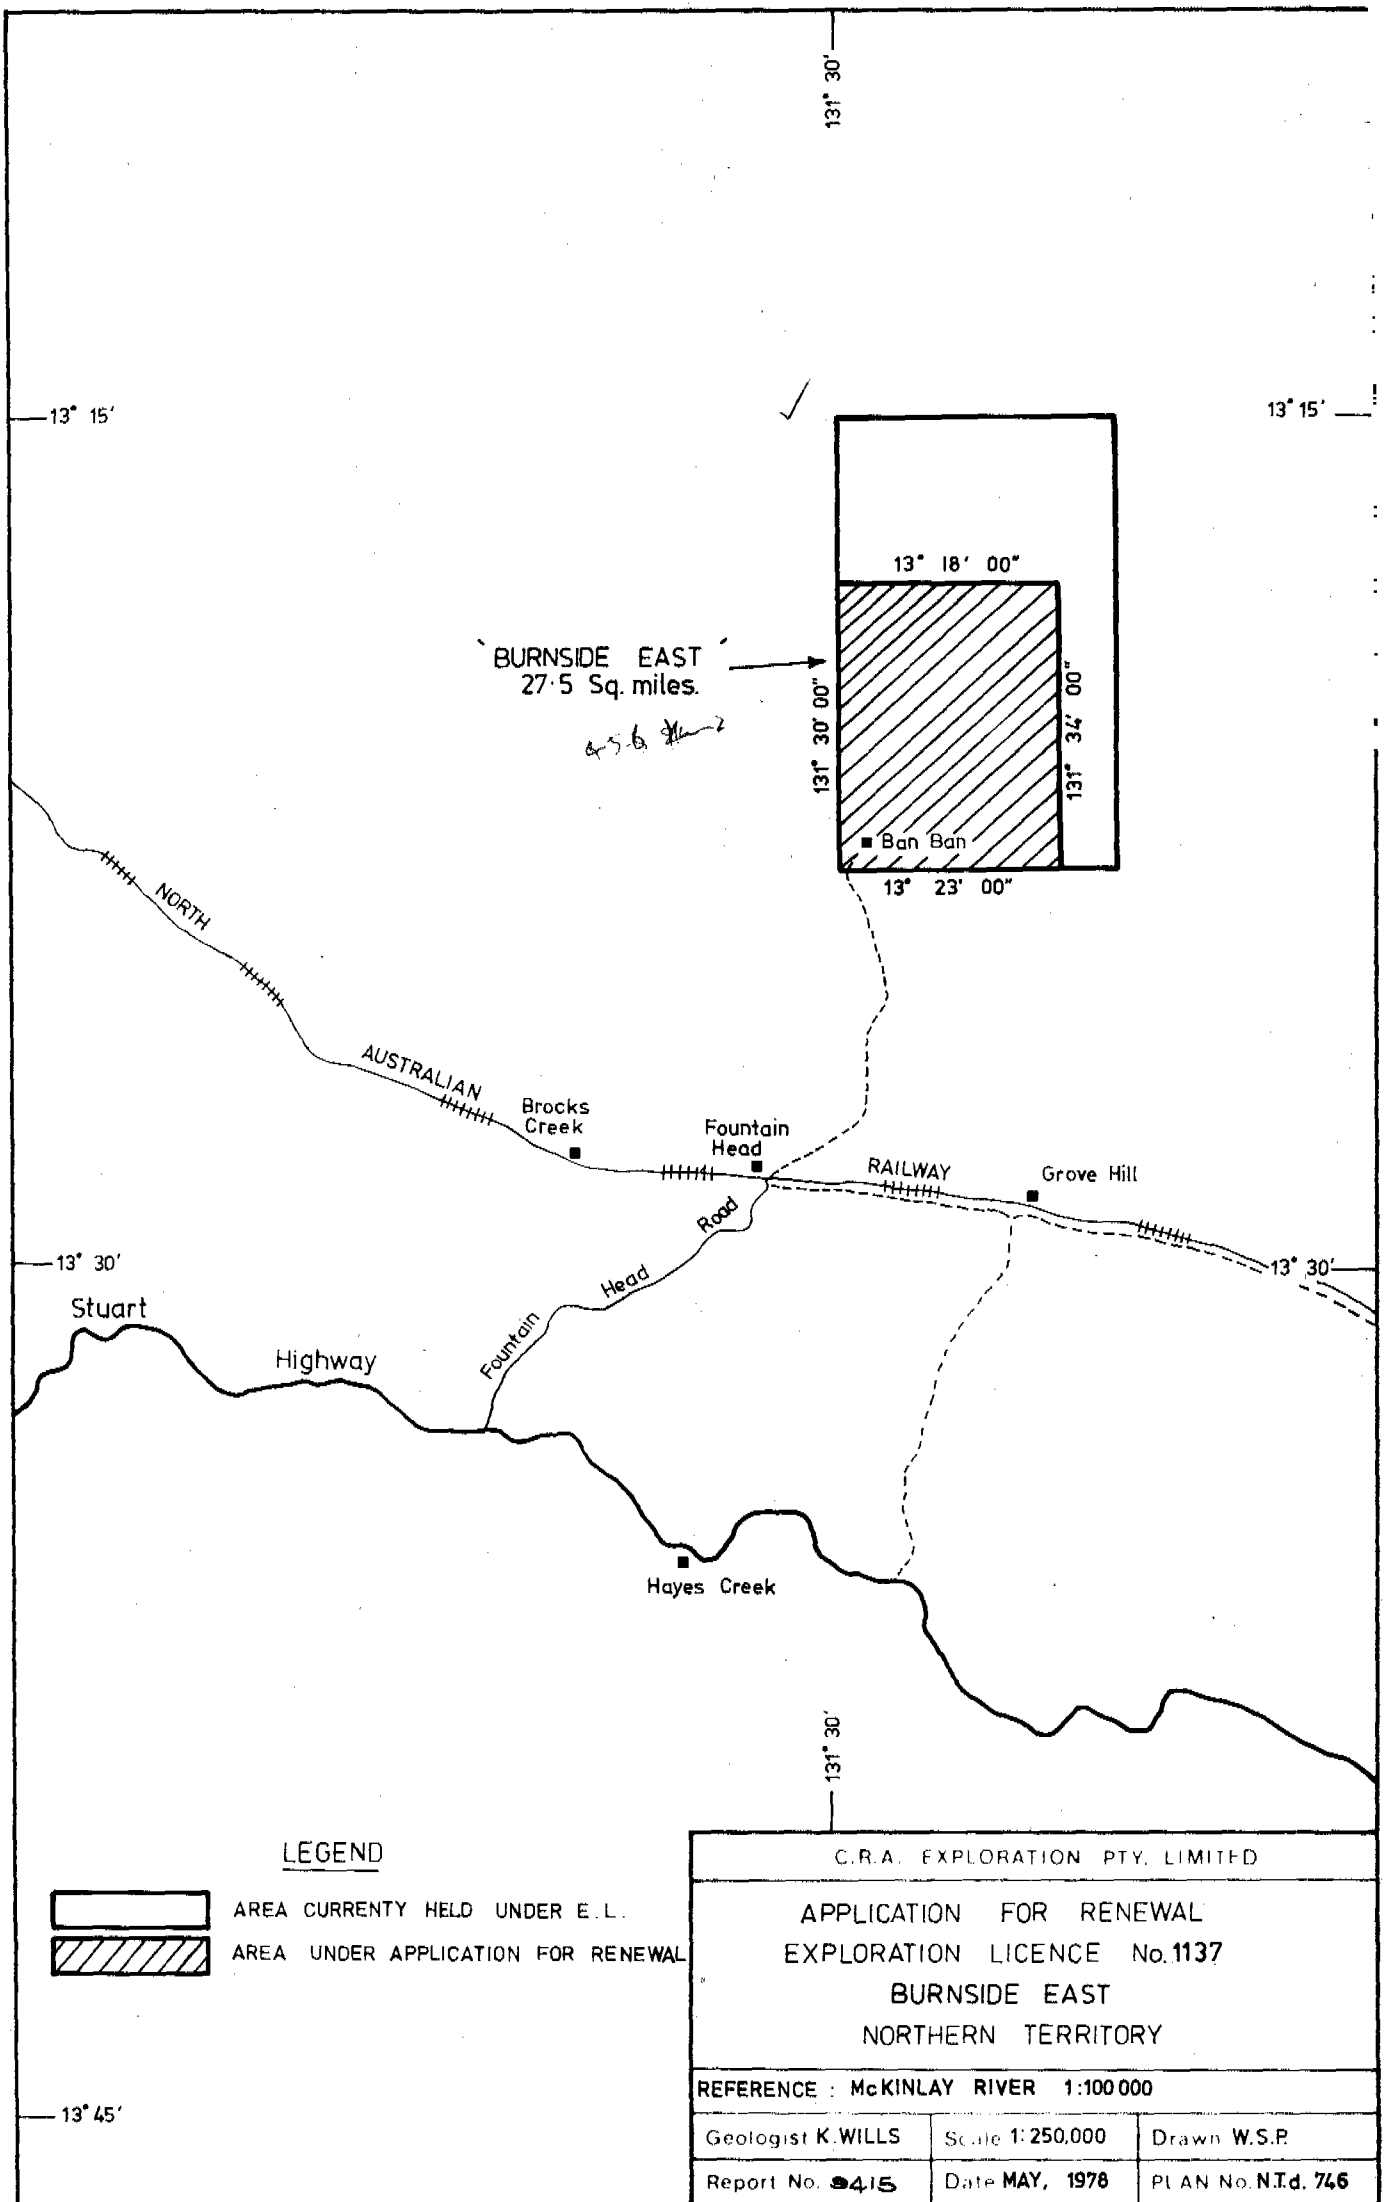 131° 30'
13° 15'
13° 15'
13° 18' 00"
'BURNSIDE EAST'
27·5 Sq. miles.
131° 30' 00"
131° 34' 00"
Ban Ban
13° 23' 00"
NORTH
AUSTRALIAN
Brocks
Creek
Fountain
Head
RAILWAY
Grove Hill
Fountain Head Road
13° 30'
13° 30'
Stuart
Highway
Hayes Creek
131° 30'
LEGEND
AREA CURRENTY HELD UNDER E.L.
AREA UNDER APPLICATION FOR RENEWAL
13° 45'
C.R.A. EXPLORATION PTY. LIMITED
APPLICATION FOR RENEWAL
EXPLORATION LICENCE No. 1137
BURNSIDE EAST
NORTHERN TERRITORY
REFERENCE : McKINLAY RIVER 1:100 000
Geologist K. WILLS
Scale 1:250,000
Drawn W.S.P.
Report No. 9415
Date MAY, 1978
PLAN No. N.T.d. 746